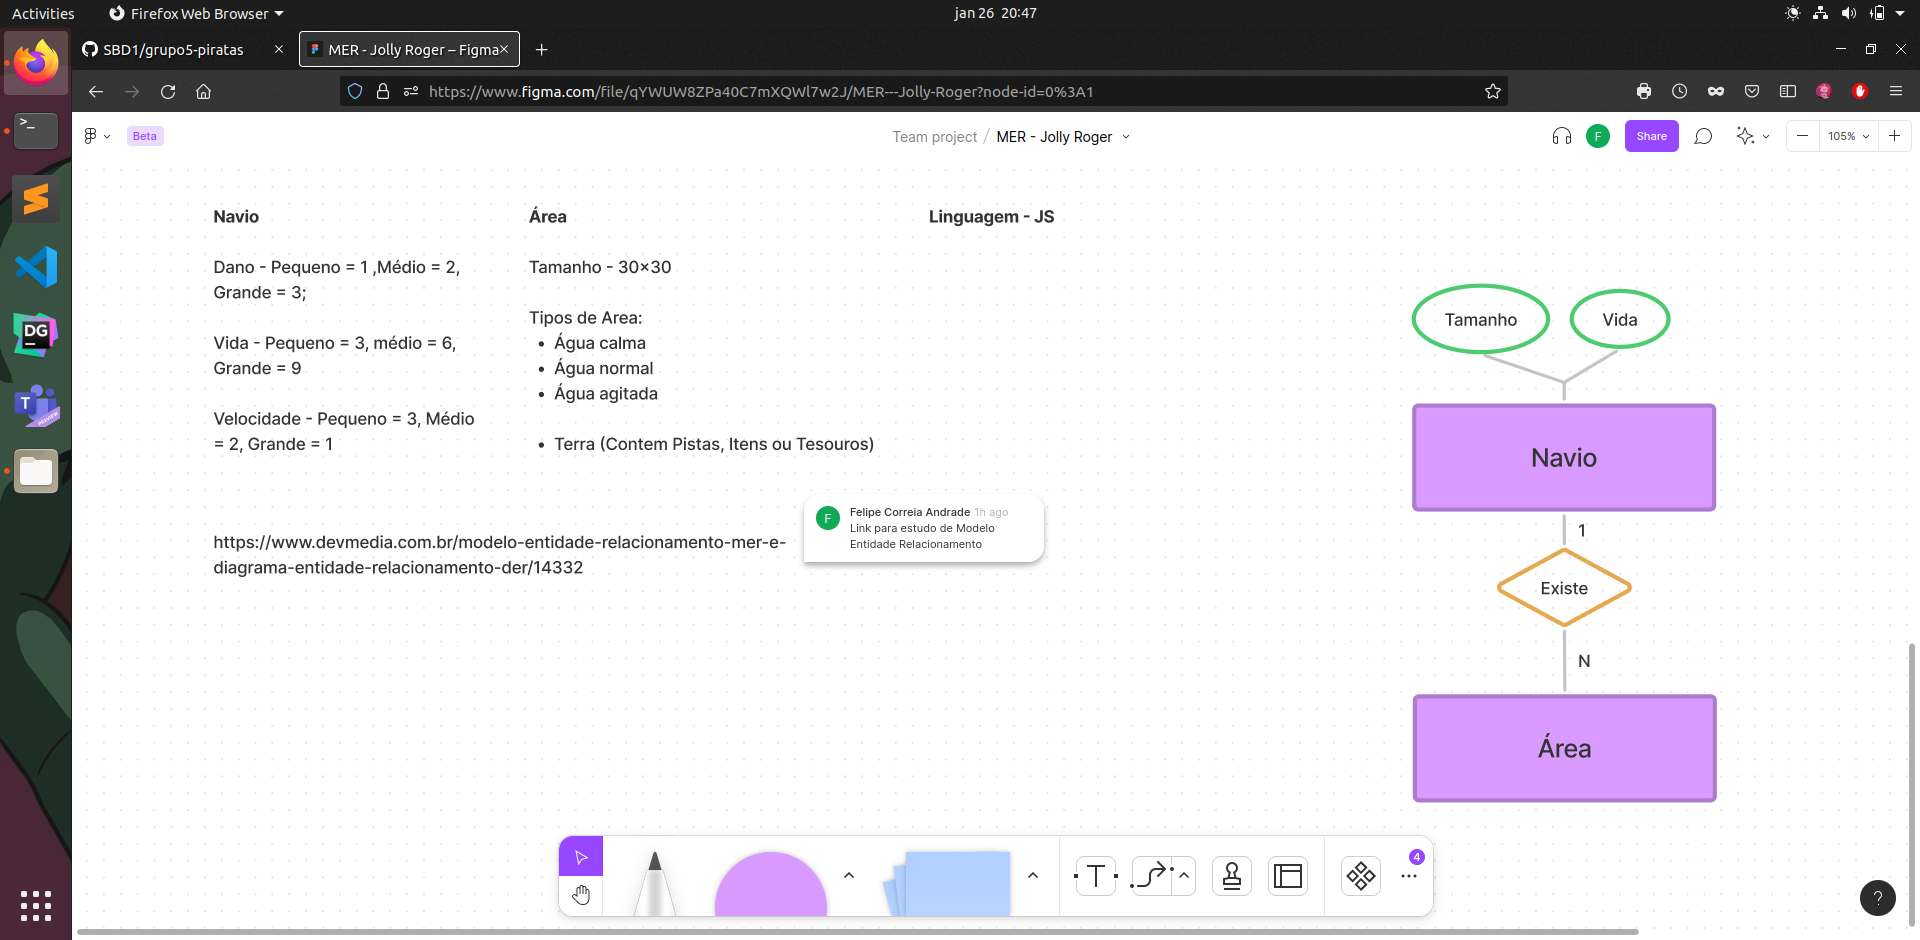 Activities
Firefox Web Browser
jan 26 20:47
SBD1/grupo5-piratas
MER - Jolly Roger – Figma
https://www.figma.com/file/qYWUW8ZPa40C7mXQWl7w2J/MER---Jolly-Roger?node-id=0%3A1
Beta
Team project / MER - Jolly Roger
F
Share
105%
Navio
Dano - Pequeno = 1 ,Médio = 2,
Grande = 3;
Vida - Pequeno = 3, médio = 6,
Grande = 9
Velocidade - Pequeno = 3, Médio
= 2, Grande = 1
Área
Tamanho - 30x30
Tipos de Area:
• Água calma
• Água normal
• Água agitada
• Terra (Contem Pistas, Itens ou Tesouros)
Linguagem - JS
https://www.devmedia.com.br/modelo-entidade-relacionamento-mer-e-
diagrama-entidade-relacionamento-der/14332
F
Felipe Correia Andrade 1h ago
Link para estudo de Modelo
Entidade Relacionamento
Tamanho
Vida
Navio
1
Existe
N
Área
>_
DG
T
PREVIEW
T
4
?